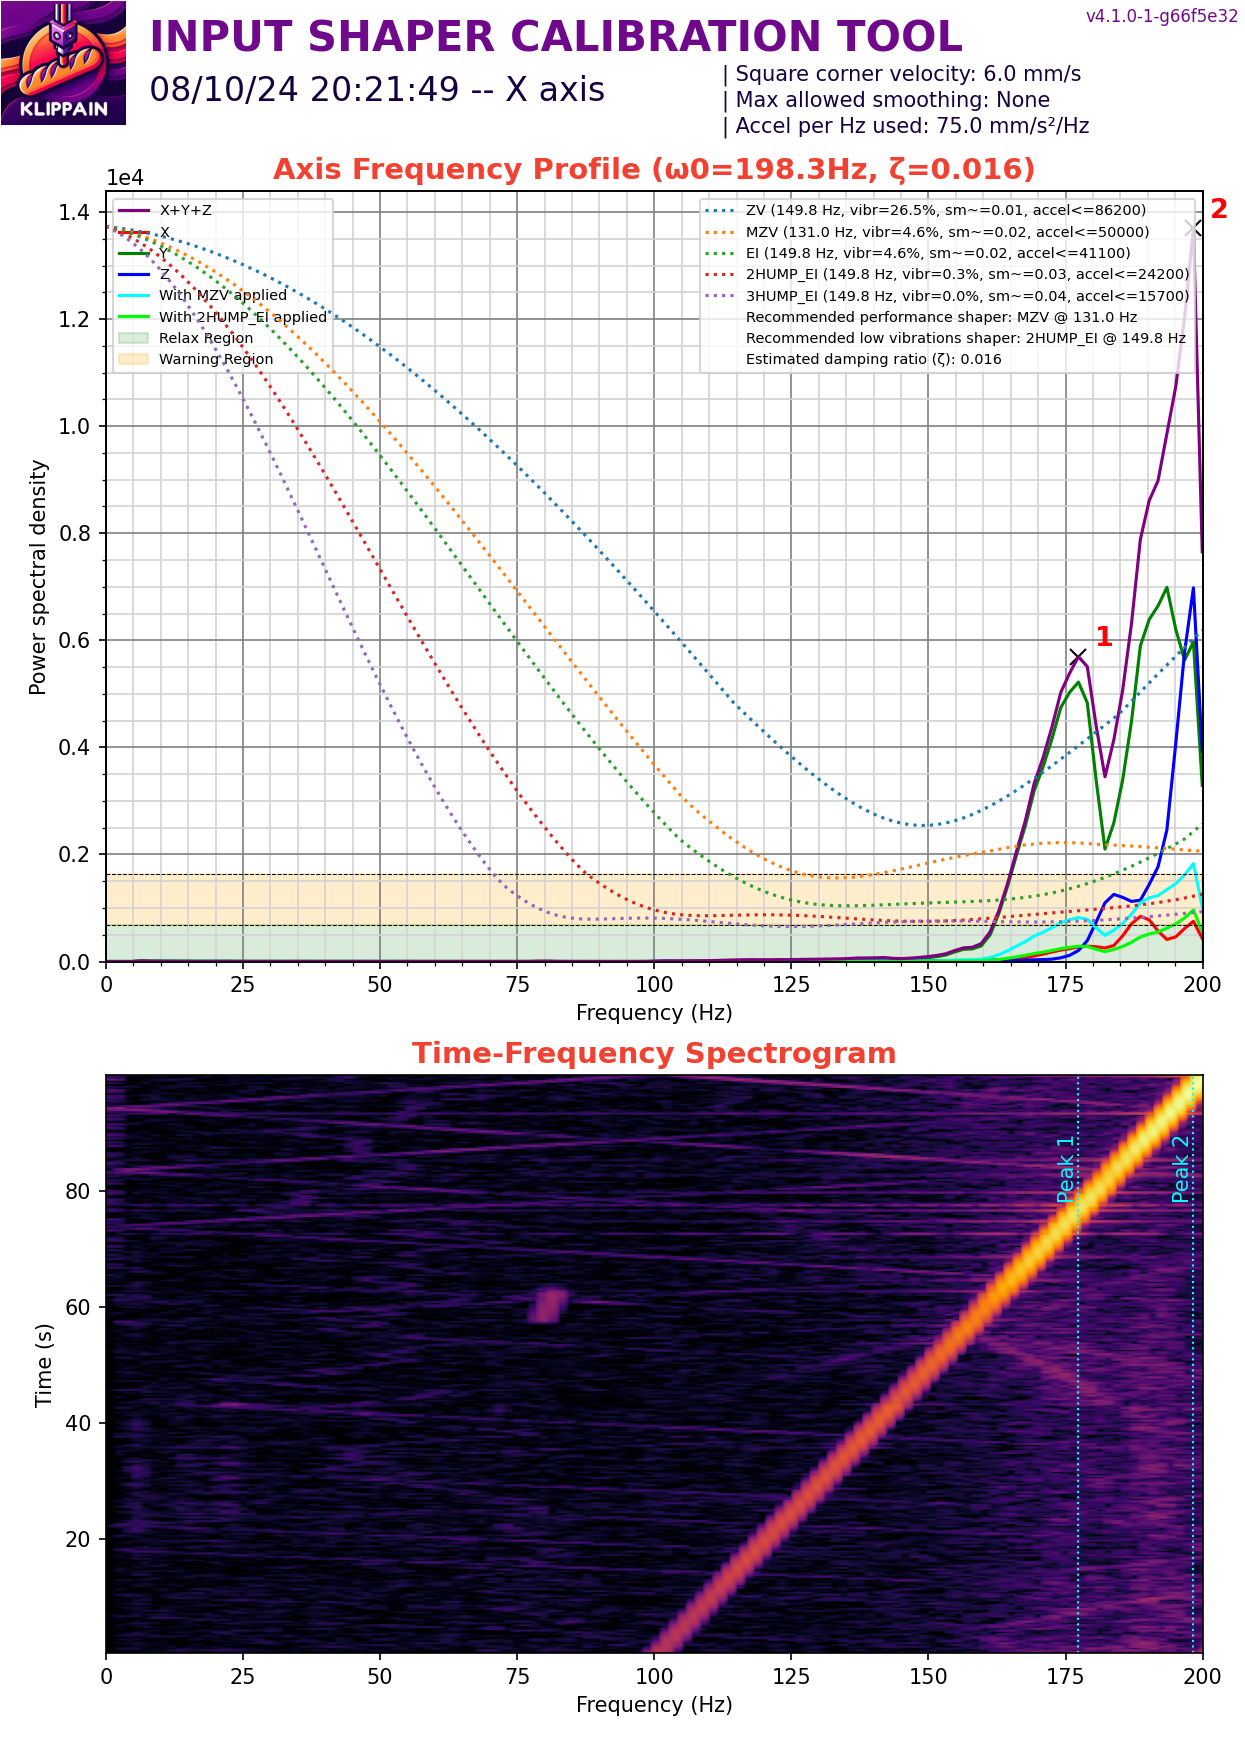 v4.1.0-1-g66f5e32
INPUT SHAPER CALIBRATION TOOL
08/10/24 20:21:49 -- X axis
| Square corner velocity: 6.0 mm/s
| Max allowed smoothing: None
| Accel per Hz used: 75.0 mm/s²/Hz
KLIPPAIN
Axis Frequency Profile (ω0=198.3Hz, ζ=0.016)
1e4
X+Y+Z
X
Y
Z
With MZV applied
With 2HUMP_EI applied
Relax Region
Warning Region
ZV (149.8 Hz, vibr=26.5%, sm~=0.01, accel<=86200)
MZV (131.0 Hz, vibr=4.6%, sm~=0.02, accel<=50000)
EI (149.8 Hz, vibr=4.6%, sm~=0.02, accel<=41100)
2HUMP_EI (149.8 Hz, vibr=0.3%, sm~=0.03, accel<=24200)
3HUMP_EI (149.8 Hz, vibr=0.0%, sm~=0.04, accel<=15700)
Recommended performance shaper: MZV @ 131.0 Hz
Recommended low vibrations shaper: 2HUMP_EI @ 149.8 Hz
Estimated damping ratio (ζ): 0.016
2
1
1.4
1.2
1.0
0.8
0.6
0.4
0.2
0.0
Power spectral density
0 25 50 75 100 125 150 175 200
Frequency (Hz)
Time-Frequency Spectrogram
Peak 1
Peak 2
80
60
40
20
Time (s)
0 25 50 75 100 125 150 175 200
Frequency (Hz)